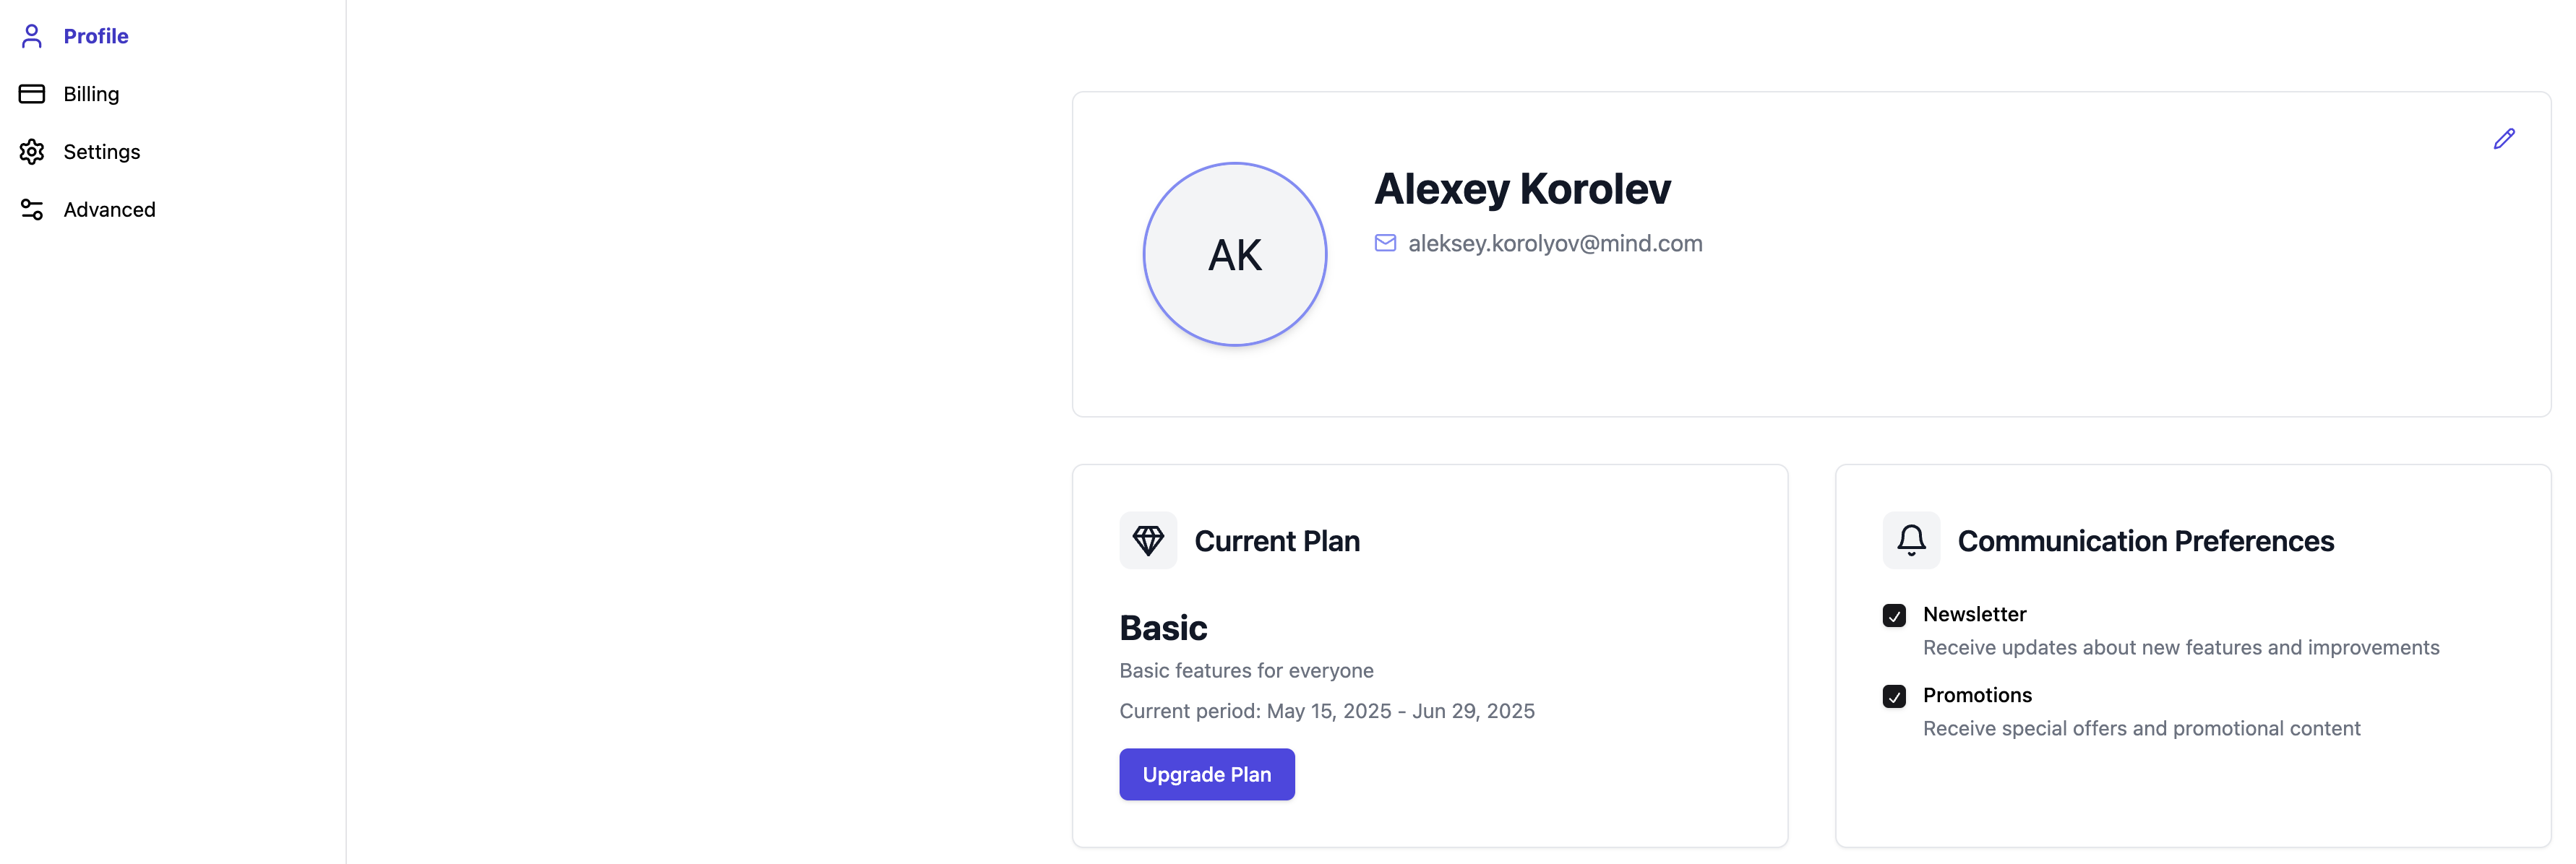 Profile
Billing
Settings
Advanced
AK
Alexey Korolev
aleksey.korolyov@mind.com
Current Plan
Basic
Basic features for everyone
Current period: May 15, 2025 - Jun 29, 2025
Upgrade Plan
Communication Preferences
Newsletter
Receive updates about new features and improvements
Promotions
Receive special offers and promotional content